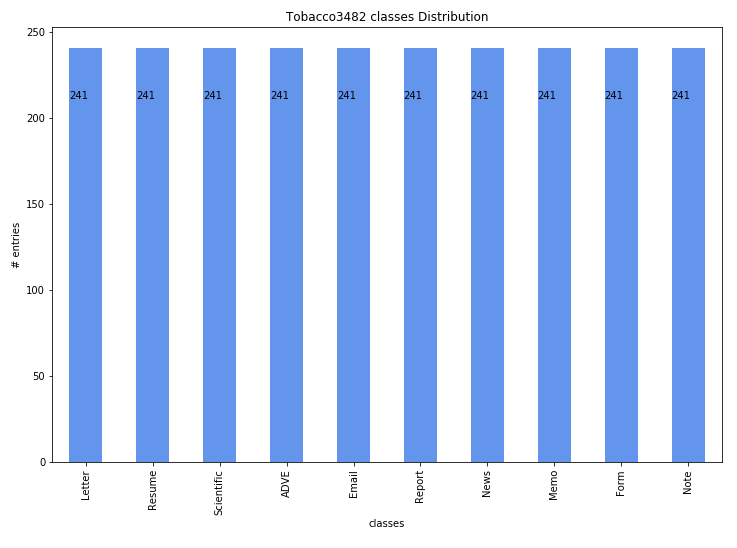 Tobacco3482 classes Distribution
250
200
150
100
50
0
# entries
241 241 241 241 241 241 241 241 241 241
Letter Resume Scientific ADVE Email Report News Memo Form Note
classes